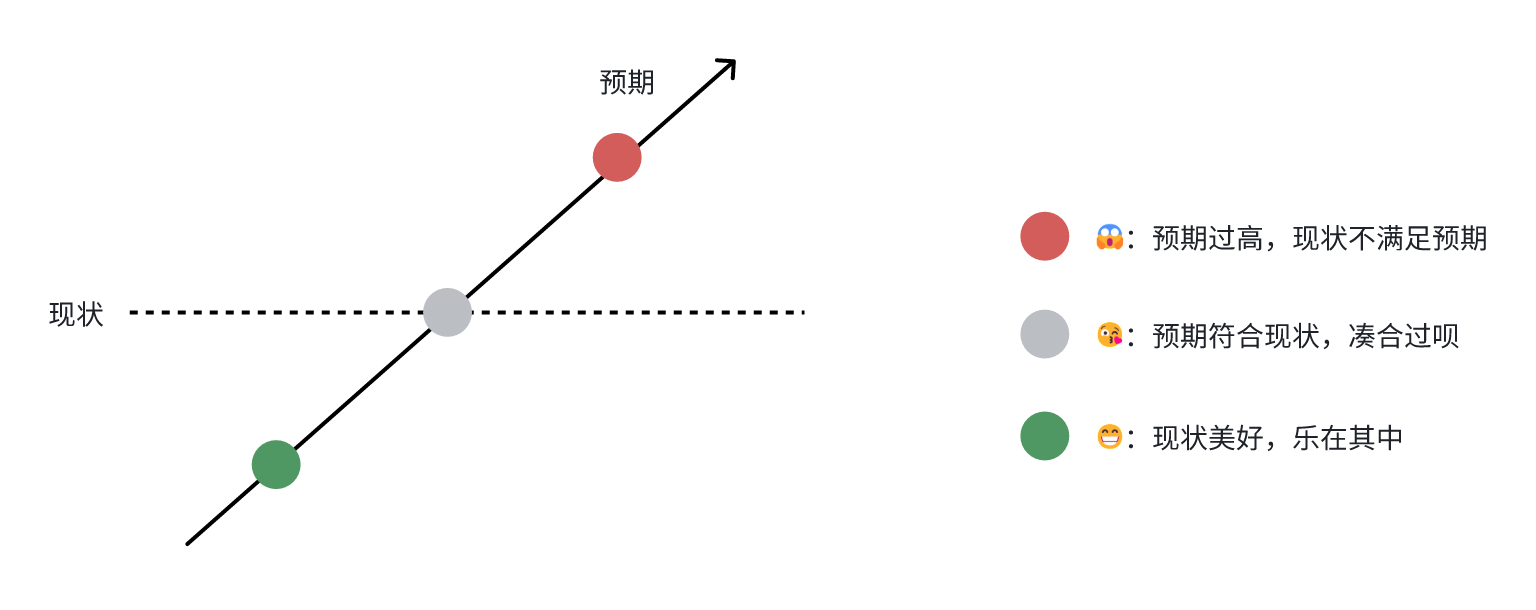 预期
现状
😱：预期过高，现状不满足预期
😘：预期符合现状，凑合过呗
😁：现状美好，乐在其中